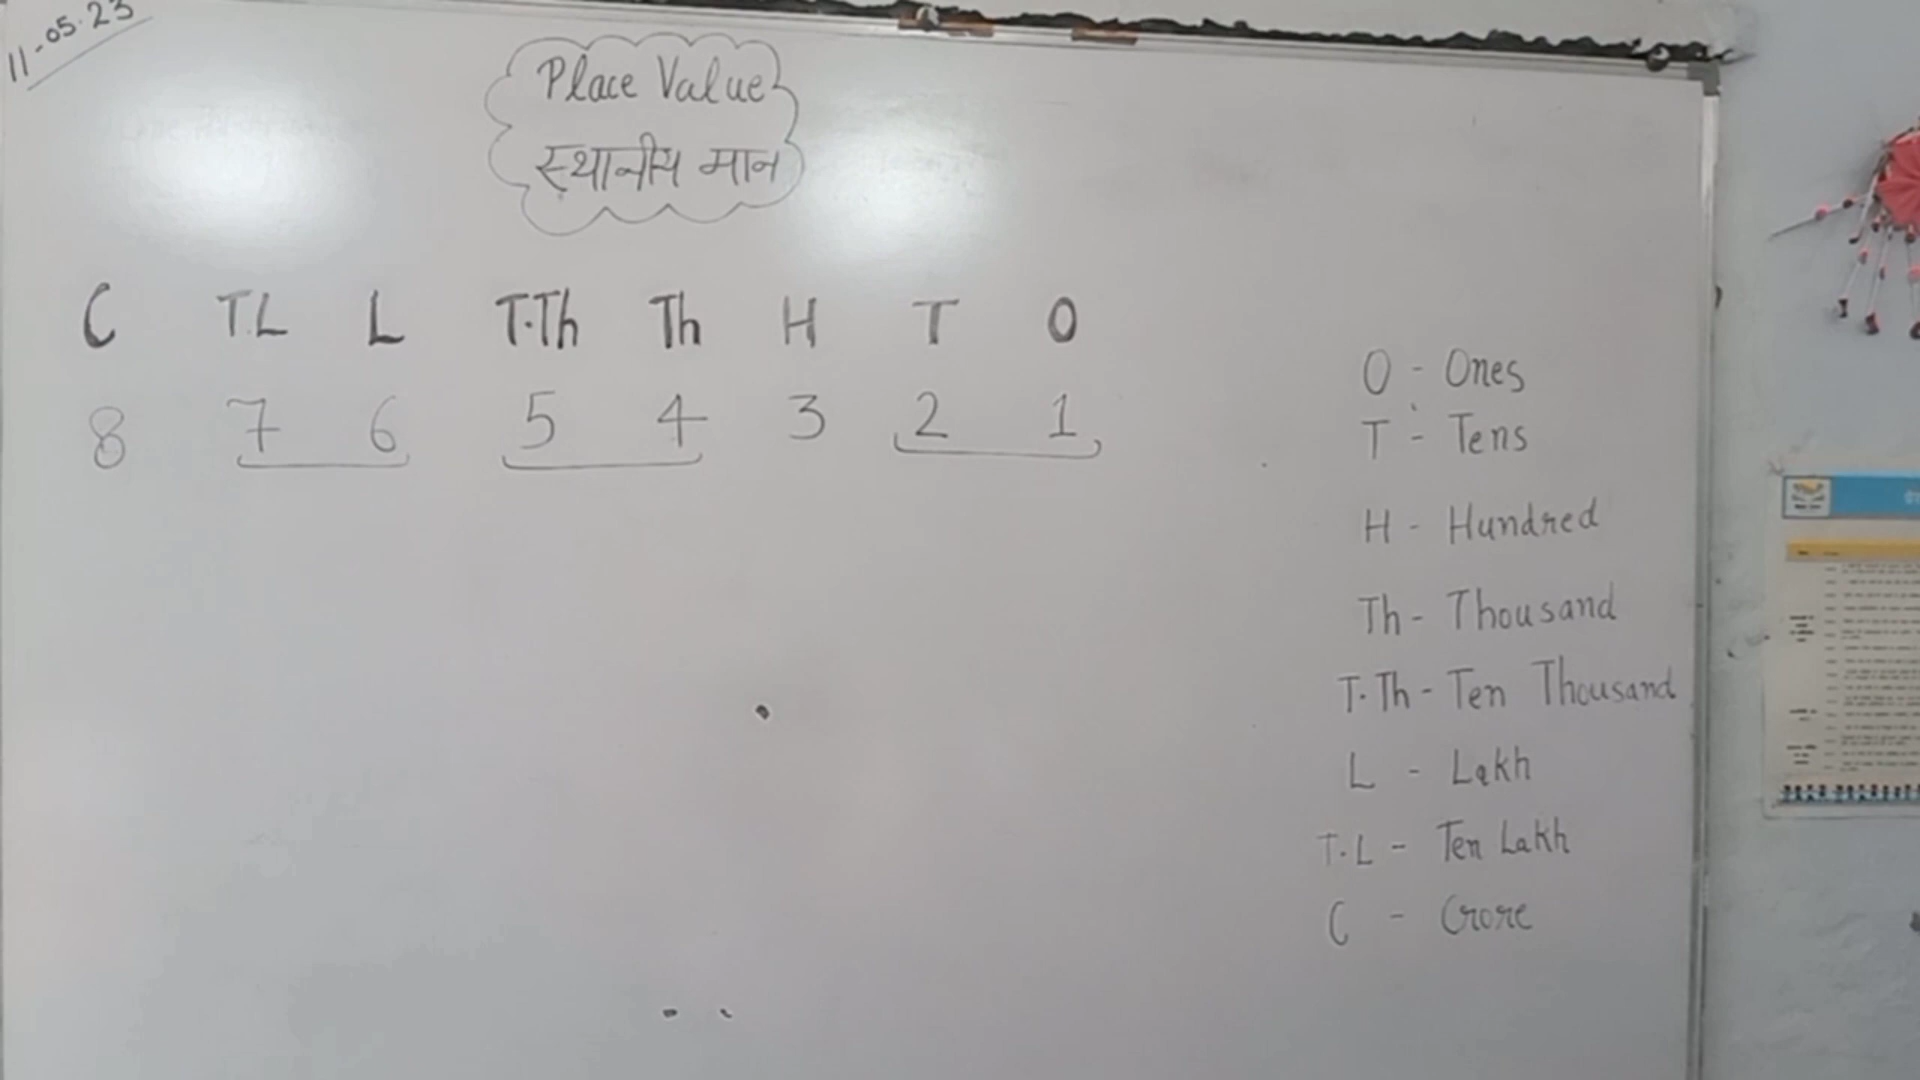 11-05-23
Place Value
स्थानीय मान
C T.L L T.Th Th H T O
8 7 6 5 4 3 2 1
O - Ones
T - Tens
H - Hundred
Th - Thousand
T.Th - Ten Thousand
L - Lakh
T.L - Ten Lakh
C - Crore